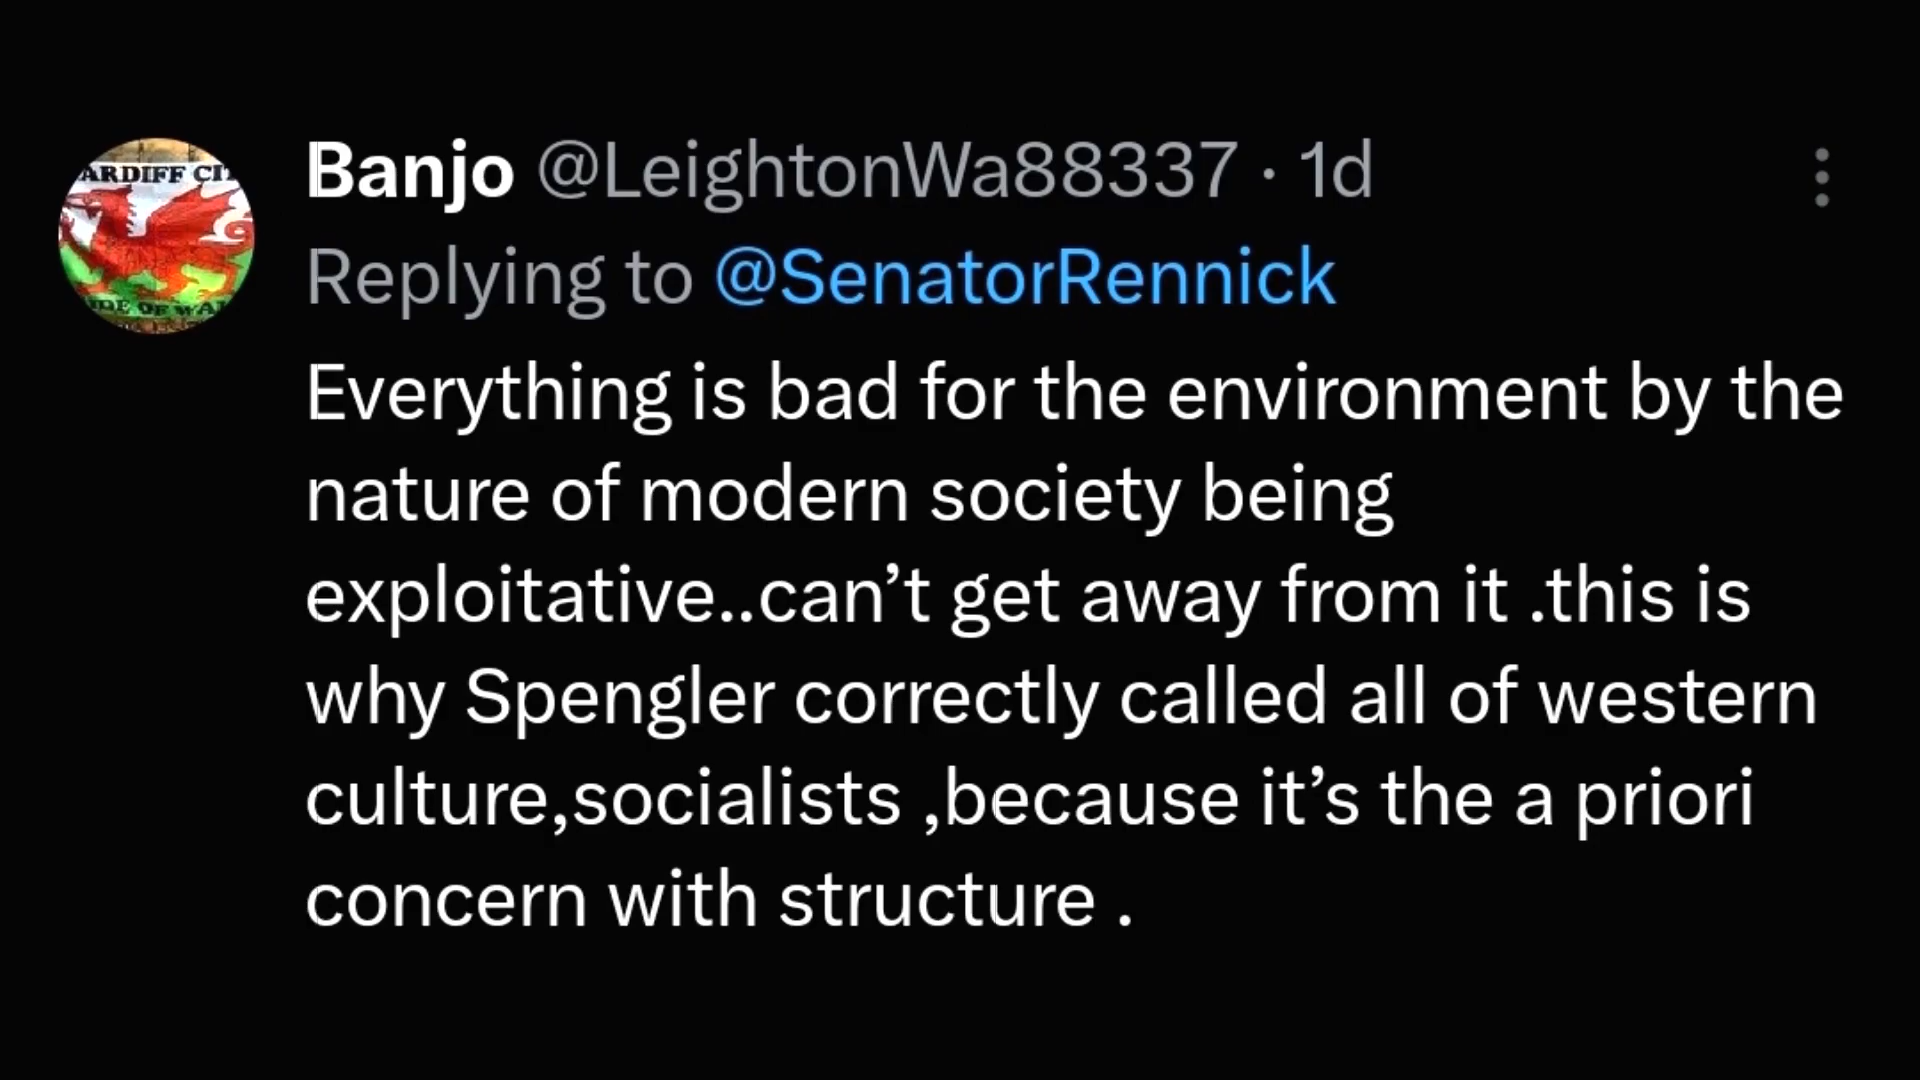 ARDIFF CI
Banjo @LeightonWa88337 · 1d
Replying to @SenatorRennick
Everything is bad for the environment by the
nature of modern society being
exploitative..can’t get away from it .this is
why Spengler correctly called all of western
culture,socialists ,because it’s the a priori
concern with structure .